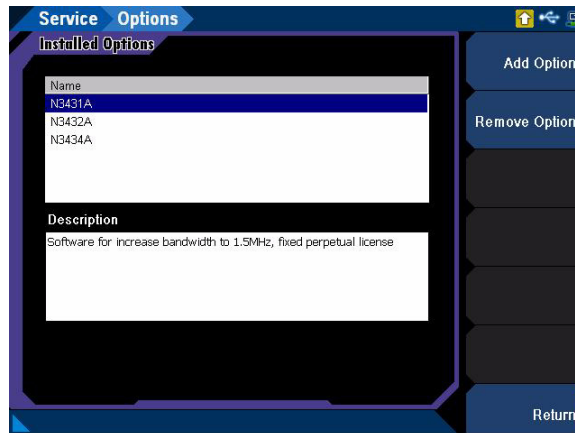 Service Options
Installed Options
Add Option
Name
N3431A
N3432A
Remove Option
N3434A
Description
Software for increase bandwidth to 1.5MHz, fixed perpetual license
Return